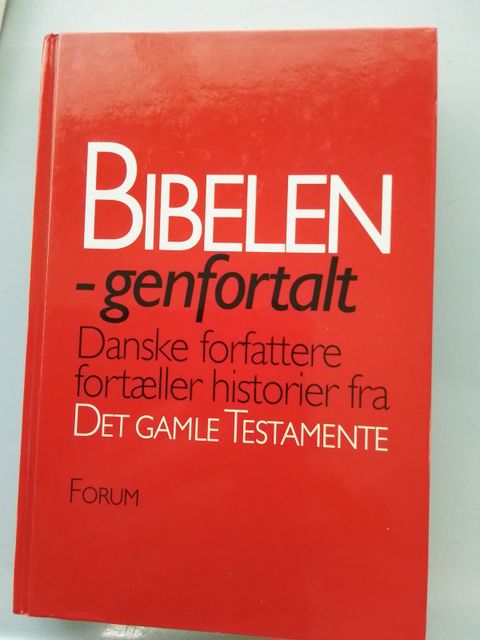 BIBELEN
-genfortalt
Danske forfattere
fortæller historier fra
DET GAMLE TESTAMENTE
FORUM